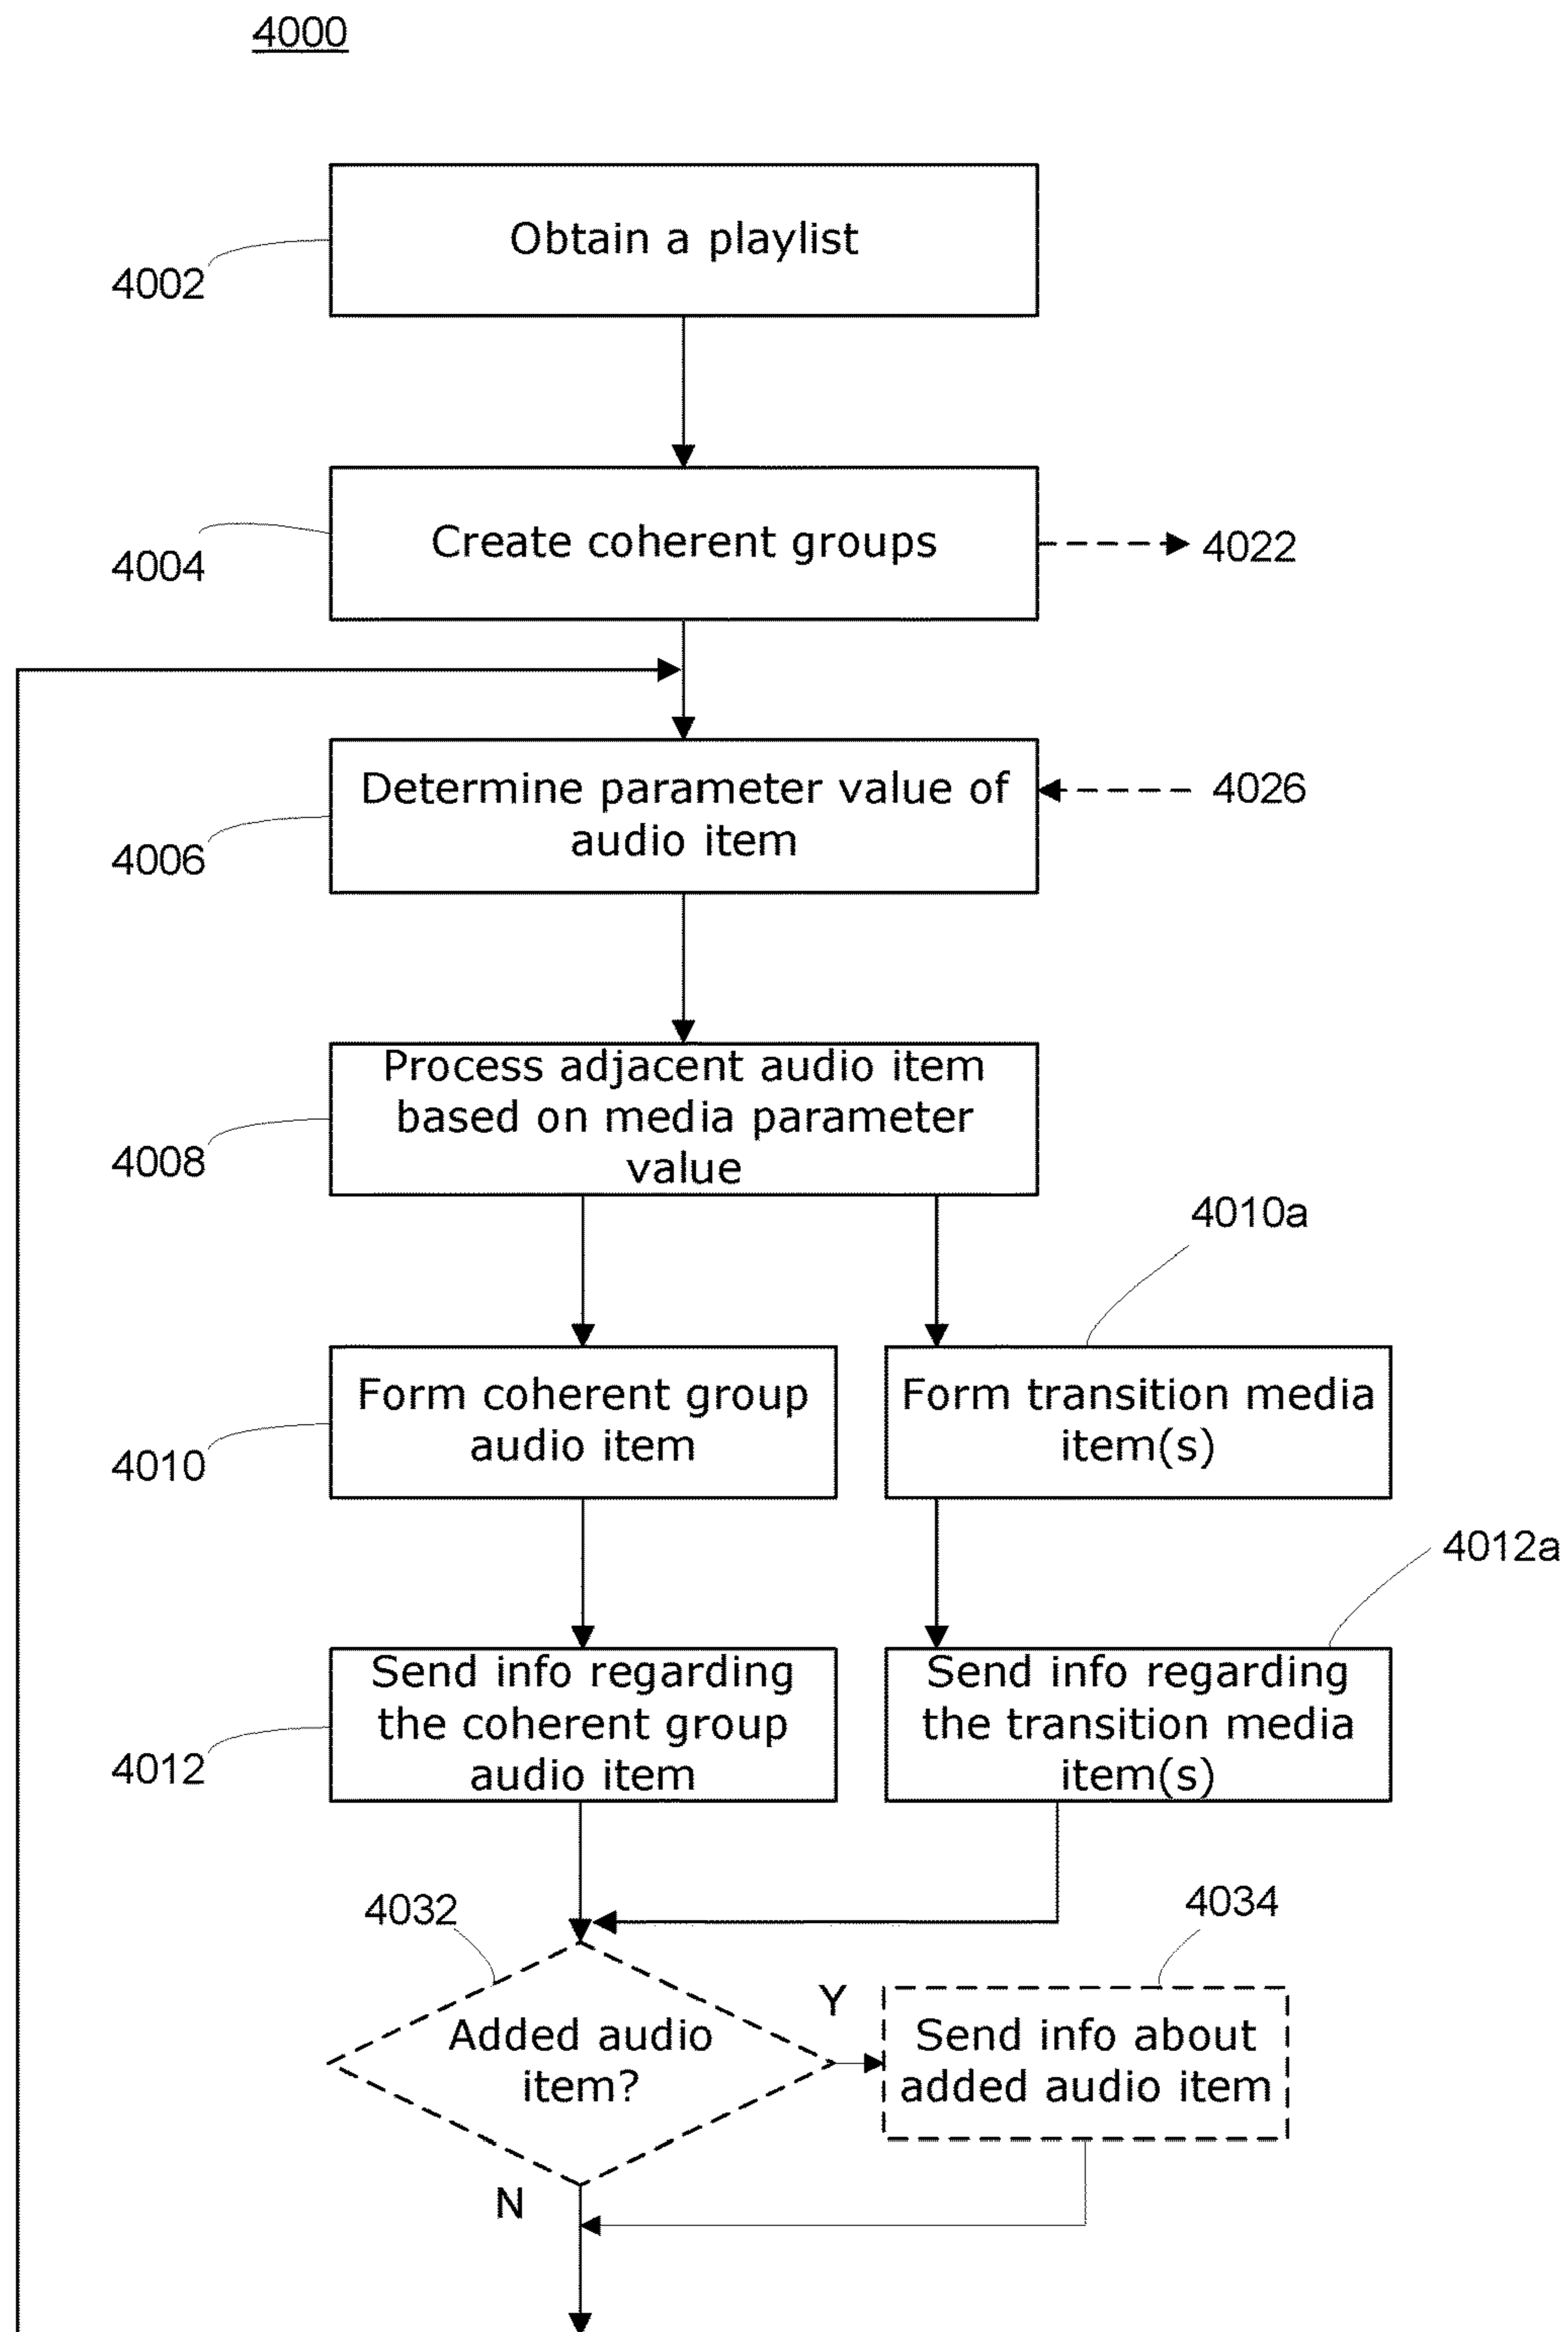 4000
Obtain a playlist
4002
Create coherent groups
4004
4022
Determine parameter value of
audio item
4006
4026
Process adjacent audio item
based on media parameter
value
4008
4010a
Form coherent group
audio item
4010
Form transition media
item(s)
4012a
Send info regarding
the coherent group
audio item
4012
Send info regarding
the transition media
item(s)
4032
4034
Added audio
item?
Y
Send info about
added audio item
N